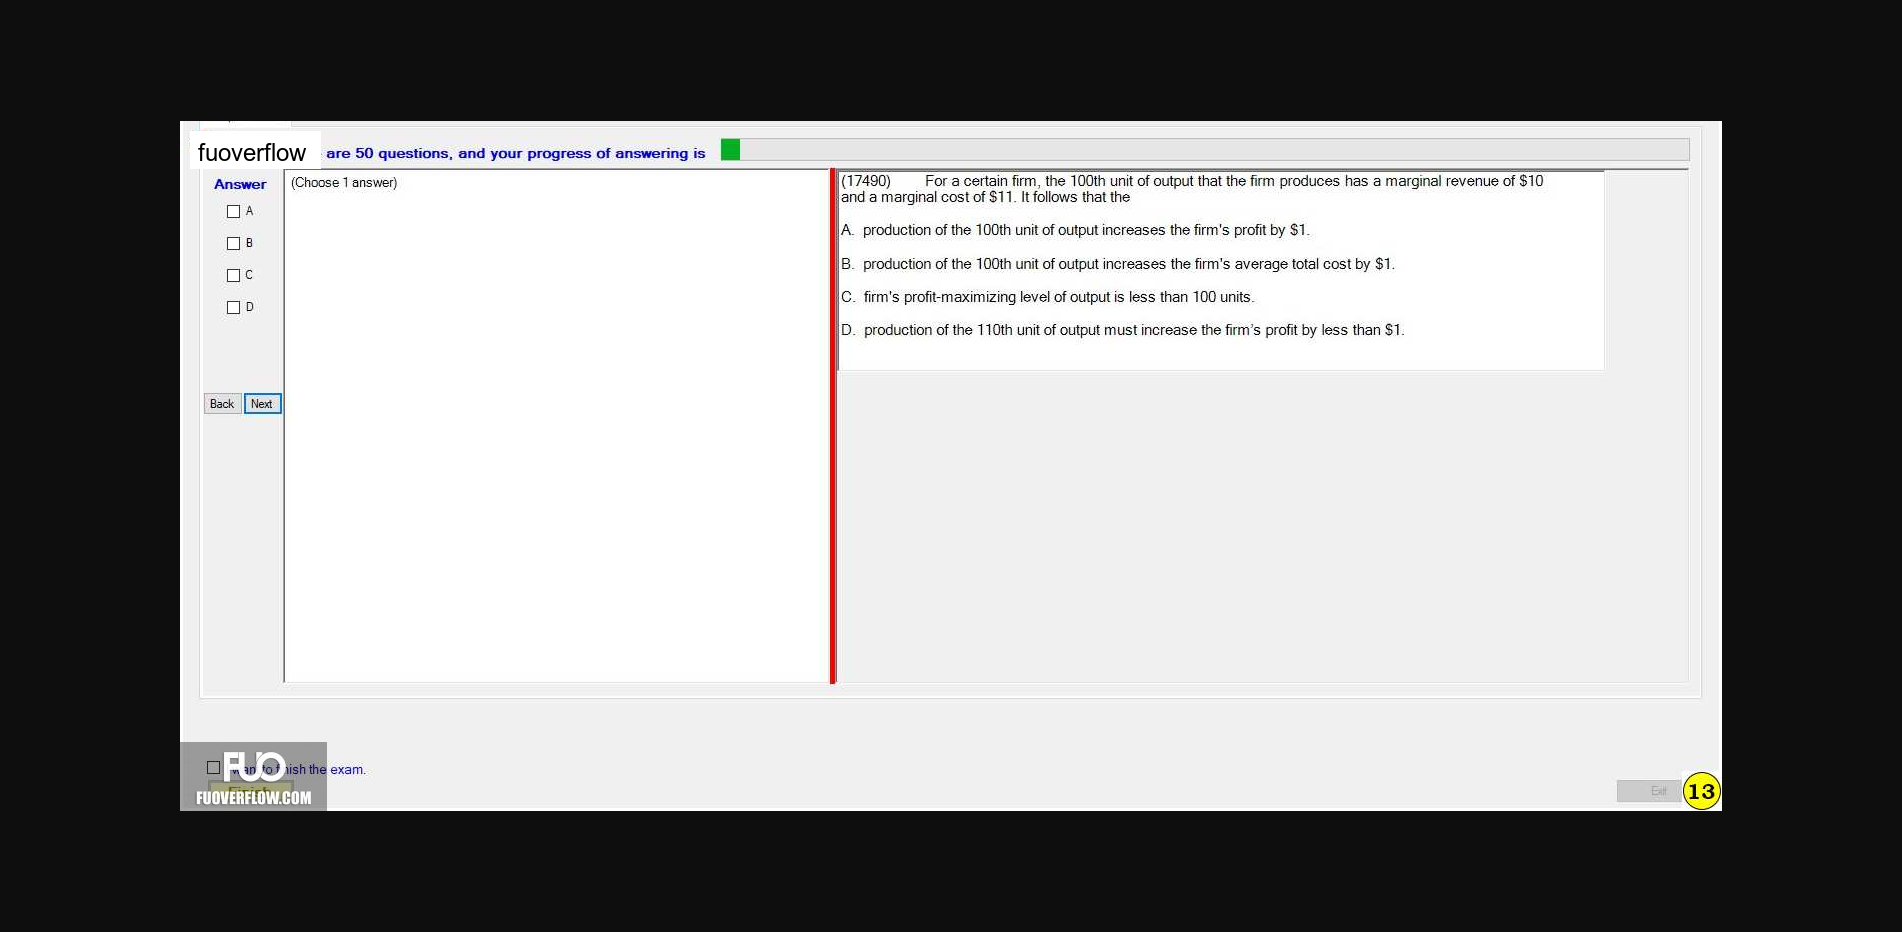 fuoverflow are 50 questions, and your progress of answering is
Answer
(Choose 1 answer)
A
B
C
D
Back Next
(17490) For a certain firm, the 100th unit of output that the firm produces has a marginal revenue of $10
and a marginal cost of $11. It follows that the
A. production of the 100th unit of output increases the firm's profit by $1.
B. production of the 100th unit of output increases the firm's average total cost by $1.
C. firm's profit-maximizing level of output is less than 100 units.
D. production of the 110th unit of output must increase the firm's profit by less than $1.
FUO
want to finish the exam.
Finish
FUOVERFLOW.COM
Exit
13